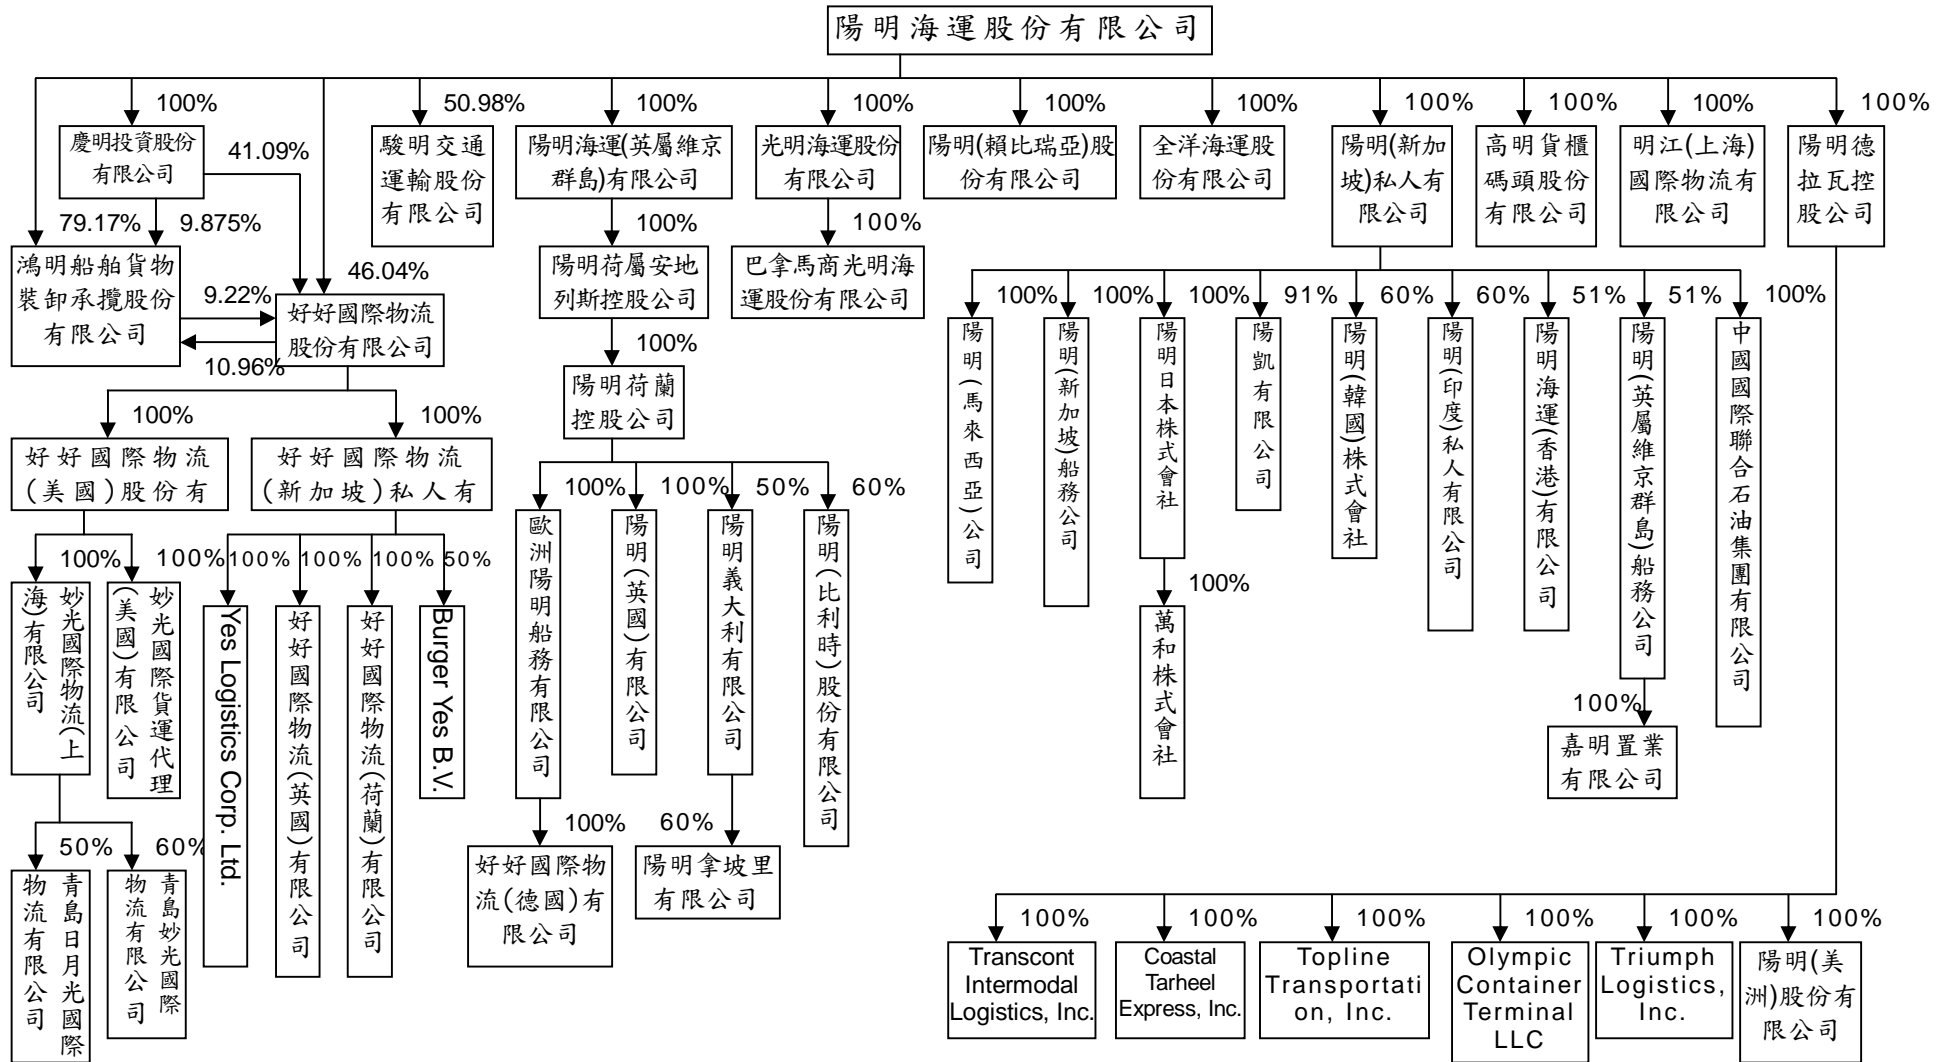 陽明海運股份有限公司
100%
50.98%
100%
100%
100%
100%
100%
100%
100%
100%
慶明投資股份
有限公司
41.09%
駿明交通
運輸股份
有限公司
陽明海運(英屬維京
群島)有限公司
光明海運股份
有限公司
陽明(賴比瑞亞)股
份有限公司
全洋海運股
份有限公司
陽明(新加
坡)私人有
限公司
高明貨櫃
碼頭股份
有限公司
明江(上海)
國際物流有
限公司
陽明德
拉瓦控
股公司
79.17%
9.875%
100%
100%
鴻明船舶貨物
裝卸承攬股份
有限公司
46.04%
9.22%
好好國際物流
股份有限公司
10.96%
陽明荷屬安地
列斯控股公司
巴拿馬商光明海
運股份有限公司
100%
100%
100%
91%
60%
60%
51%
51%
100%
陽明(馬來西亞)公司
陽明(新加坡)船務公司
陽明日本株式會社
陽凱有限公司
陽明(韓國)株式會社
陽明(印度)私人有限公司
陽明海運(香港)有限公司
陽明(英屬維京群島)船務公司
中國國際聯合石油集團有限公司
100%
陽明荷蘭
控股公司
100%
100%
好好國際物流
(美國)股份有
好好國際物流
(新加坡)私人有
100%
100%
50%
60%
歐洲陽明船務有限公司
陽明(英國)有限公司
陽明義大利有限公司
陽明(比利時)股份有限公司
100%
100%
100%
100%
100%
50%
妙光國際物流(上
海)有限公司
妙光國際貨運代理
(美國)有限公司
Yes Logistics Corp. Ltd.
好好國際物流(英國)有限公司
好好國際物流(荷蘭)有限公司
Burger Yes B.V.
100%
萬和株式會社
100%
嘉明置業
有限公司
50%
60%
青島日月光國際
物流有限公司
青島妙光國際
物流有限公司
100%
60%
好好國際物
流(德國)有
限公司
陽明拿坡里
有限公司
100%
100%
100%
100%
100%
100%
Transcont
Intermodal
Logistics, Inc.
Coastal
Tarheel
Express, Inc.
Topline
Transportati
on, Inc.
Olympic
Container
Terminal
LLC
Triumph
Logistics,
Inc.
陽明(美
洲)股份有
限公司